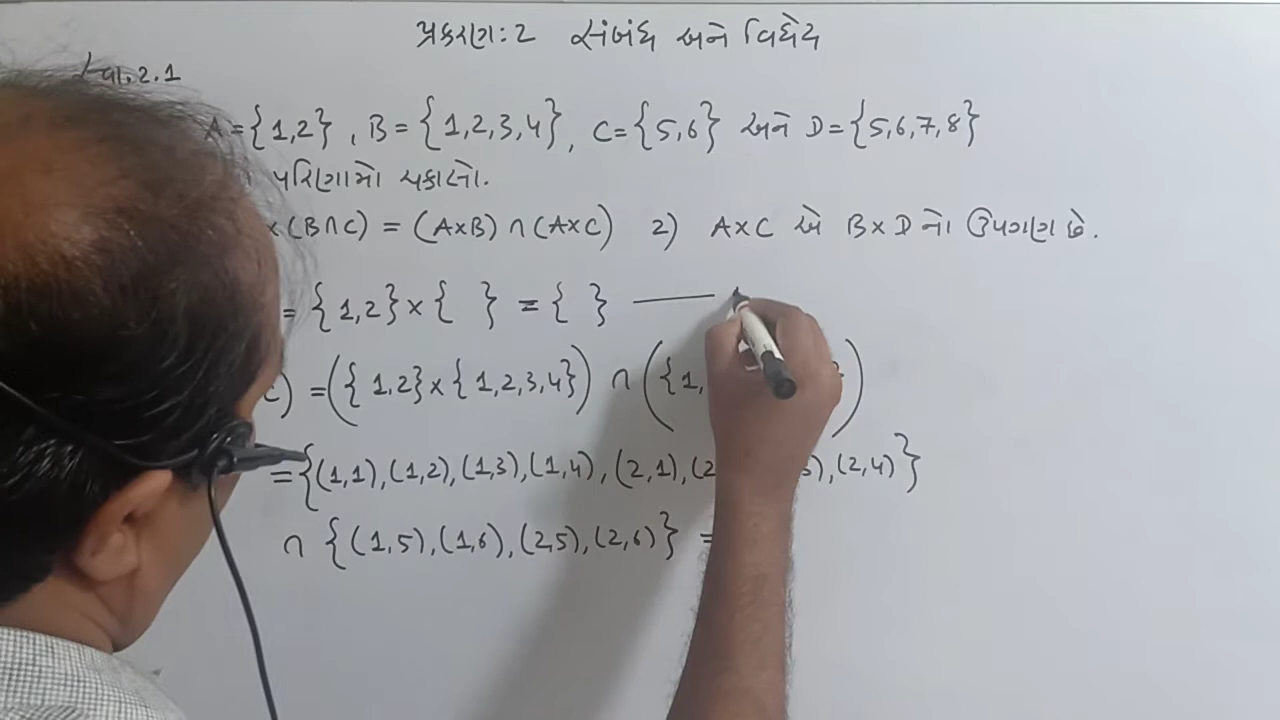 પ્રકરણ: 2 સંબંધ અને વિધેય
સ્વા. 2.1
A = {1,2}, B = {1,2,3,4}, C = {5,6} અને D = {5,6,7,8}
પરિણામો ચકાસો.
×(B∩C) = (A×B) ∩ (A×C) 2) A×C એ B×D નો ઉપગણ છે.
= {1,2} × { } = { }
C) = ({1,2} × {1,2,3,4}) ∩ ({1,
= {(1,1),(1,2),(1,3),(1,4),(2,1),(2 ),(2,4)}
∩ {(1,5),(1,6),(2,5),(2,6)} =